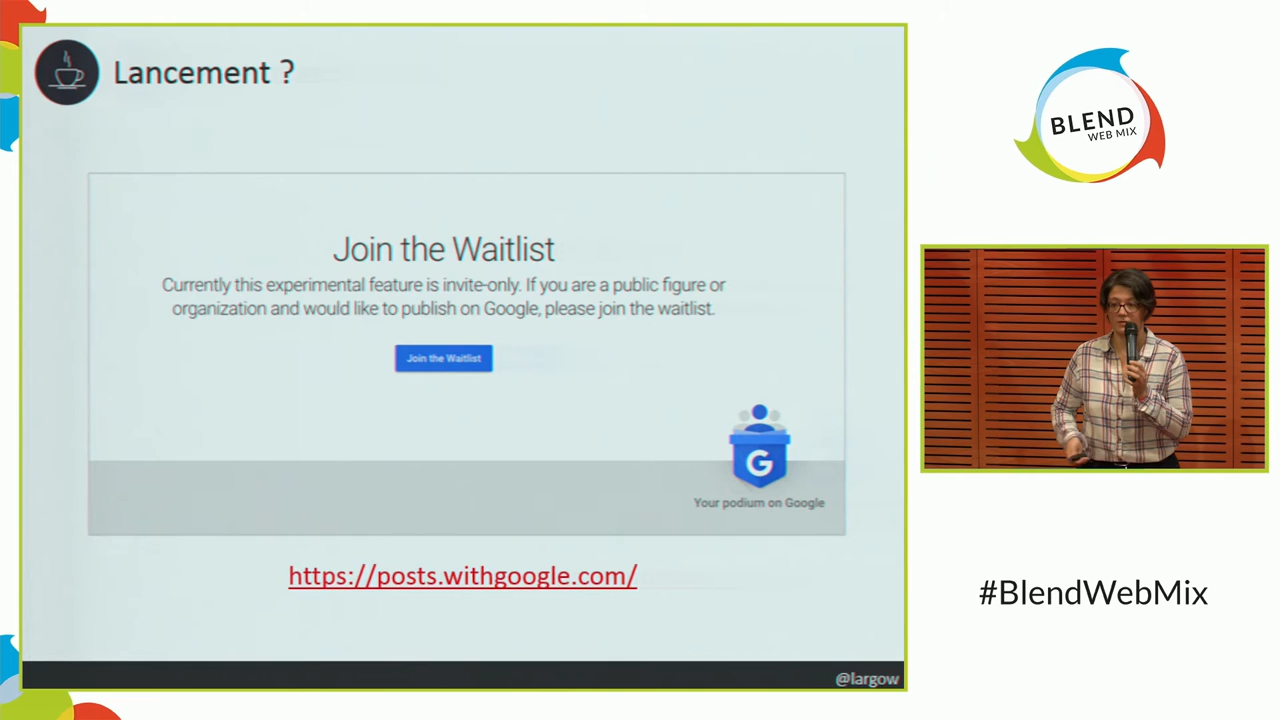 Lancement ?
Join the Waitlist
Currently this experimental feature is invite-only. If you are a public figure or
organization and would like to publish on Google, please join the waitlist.
Join the Waitlist
G
Your podium on Google
https://posts.withgoogle.com/
@largow
BLEND
WEB MIX
#BlendWebMix